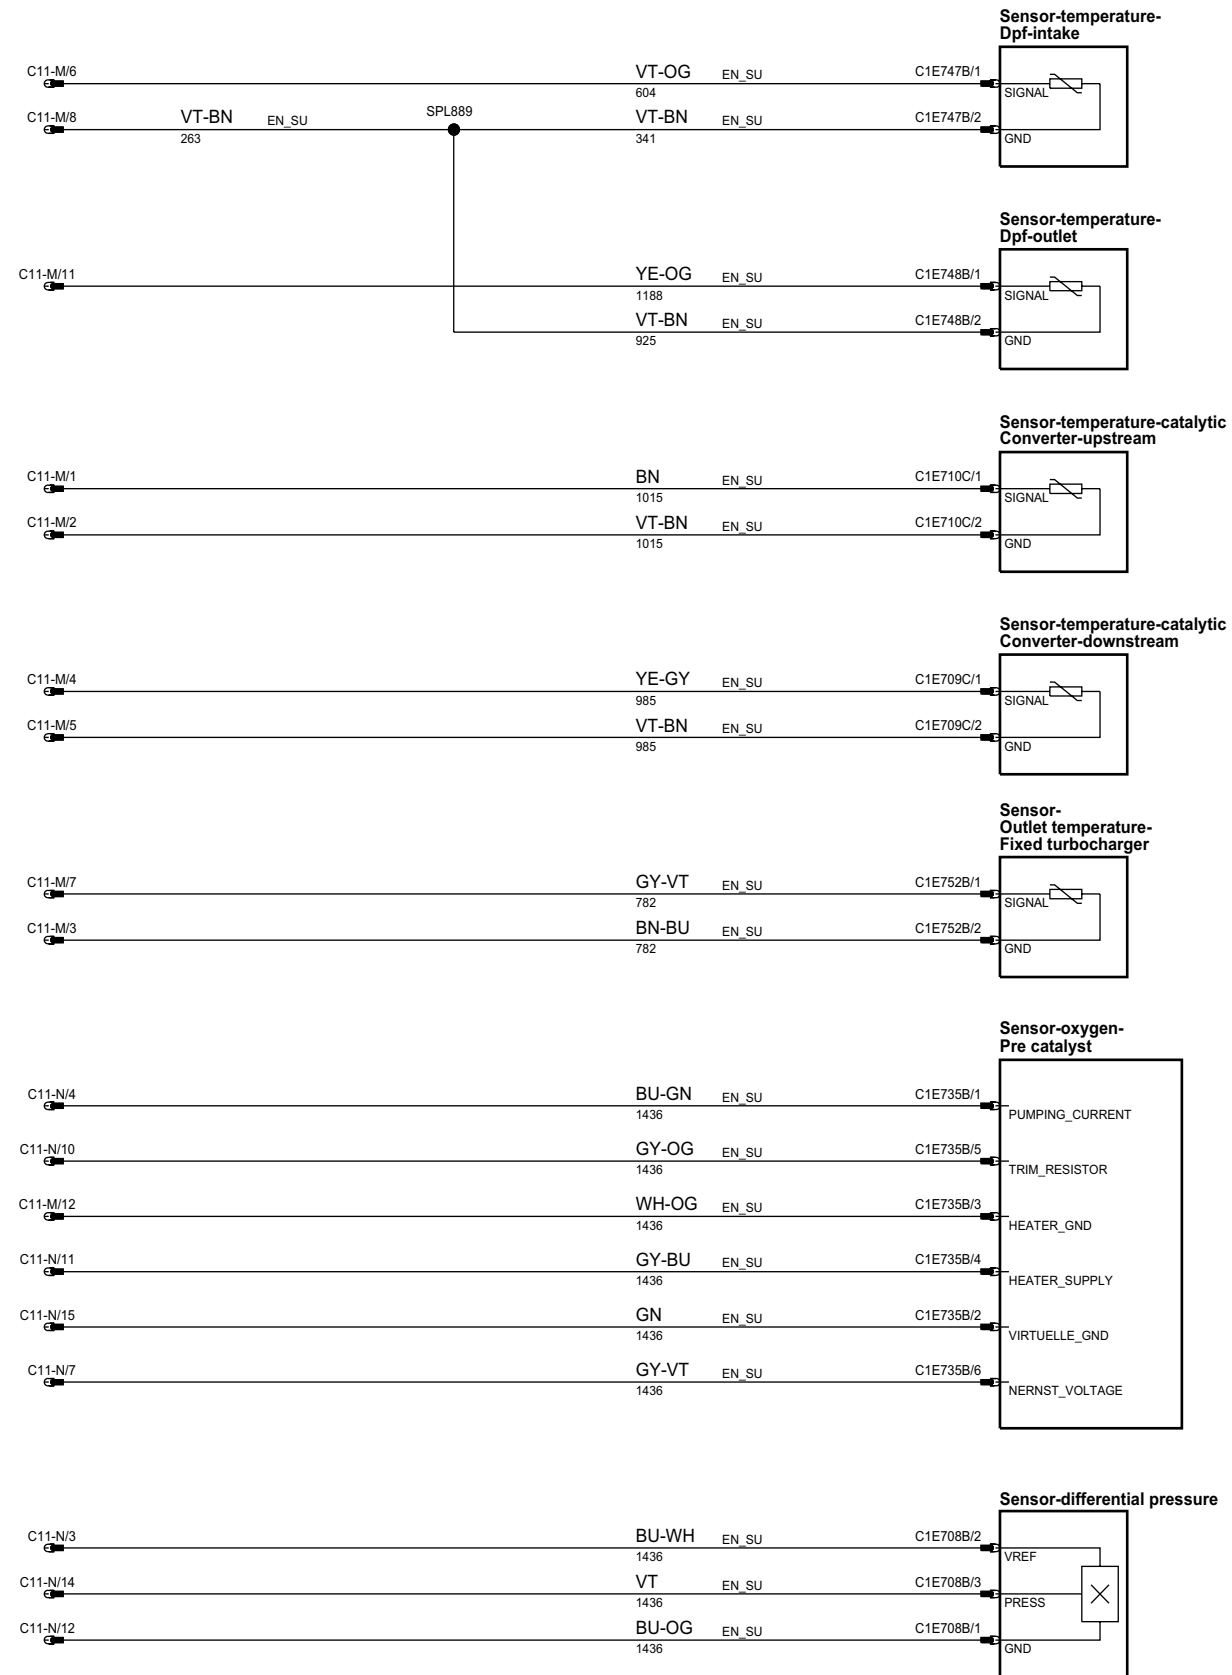 Sensor-temperature-
Dpf-intake
C11-M/6 VT-OG EN_SU C1E747B/1
604 SIGNAL
C11-M/8 VT-BN EN_SU SPL889 VT-BN EN_SU C1E747B/2
263 341 GND
Sensor-temperature-
Dpf-outlet
C11-M/11 YE-OG EN_SU C1E748B/1
1188 SIGNAL
VT-BN EN_SU C1E748B/2
925 GND
Sensor-temperature-catalytic
Converter-upstream
C11-M/1 BN EN_SU C1E710C/1
1015 SIGNAL
C11-M/2 VT-BN EN_SU C1E710C/2
1015 GND
Sensor-temperature-catalytic
Converter-downstream
C11-M/4 YE-GY EN_SU C1E709C/1
985 SIGNAL
C11-M/5 VT-BN EN_SU C1E709C/2
985 GND
Sensor-
Outlet temperature-
Fixed turbocharger
C11-M/7 GY-VT EN_SU C1E752B/1
782 SIGNAL
C11-M/3 BN-BU EN_SU C1E752B/2
782 GND
Sensor-oxygen-
Pre catalyst
C11-N/4 BU-GN EN_SU C1E735B/1
1436 PUMPING_CURRENT
C11-N/10 GY-OG EN_SU C1E735B/5
1436 TRIM_RESISTOR
C11-M/12 WH-OG EN_SU C1E735B/3
1436 HEATER_GND
C11-N/11 GY-BU EN_SU C1E735B/4
1436 HEATER_SUPPLY
C11-N/15 GN EN_SU C1E735B/2
1436 VIRTUELLE_GND
C11-N/7 GY-VT EN_SU C1E735B/6
1436 NERNST_VOLTAGE
Sensor-differential pressure
C11-N/3 BU-WH EN_SU C1E708B/2
1436 VREF
C11-N/14 VT EN_SU C1E708B/3
1436 PRESS
C11-N/12 BU-OG EN_SU C1E708B/1
1436 GND